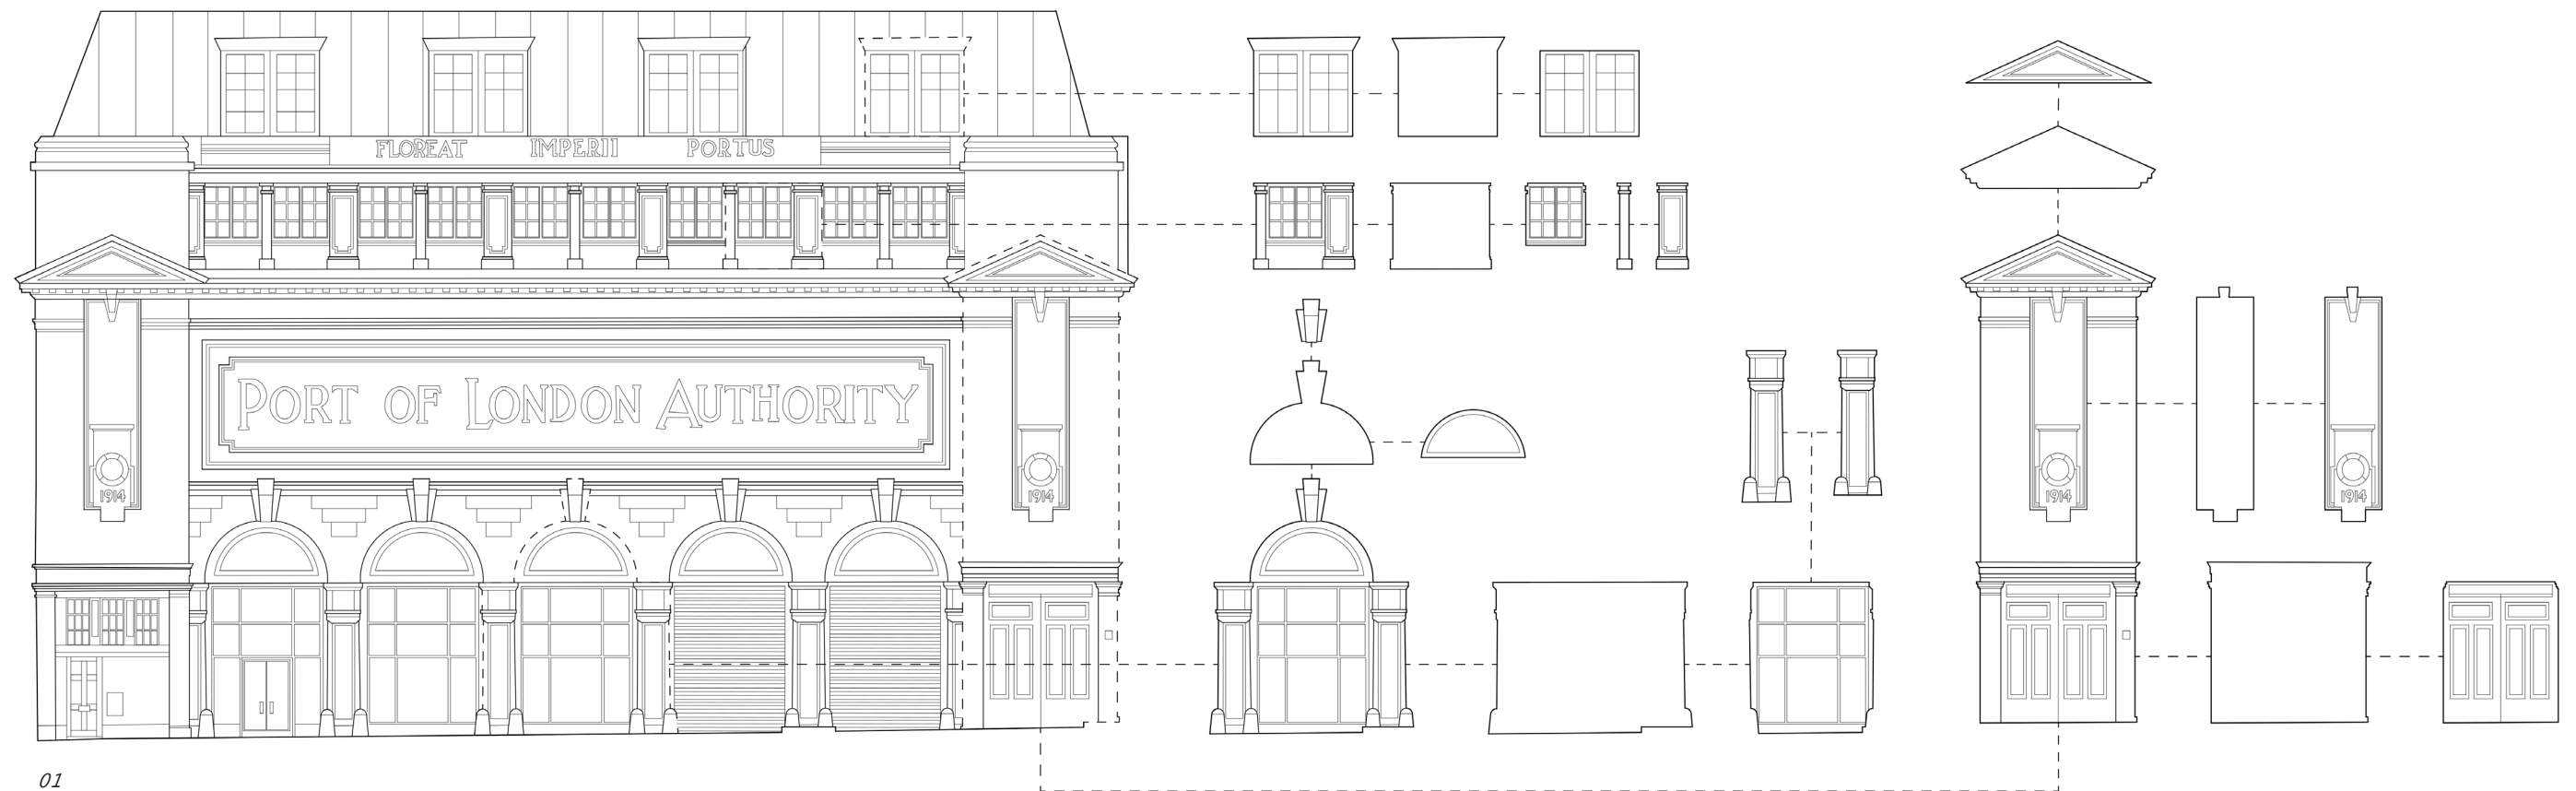 FLOREAT IMPERII PORTUS
PORT OF LONDON AUTHORITY
1914
1914
1914
1914
01